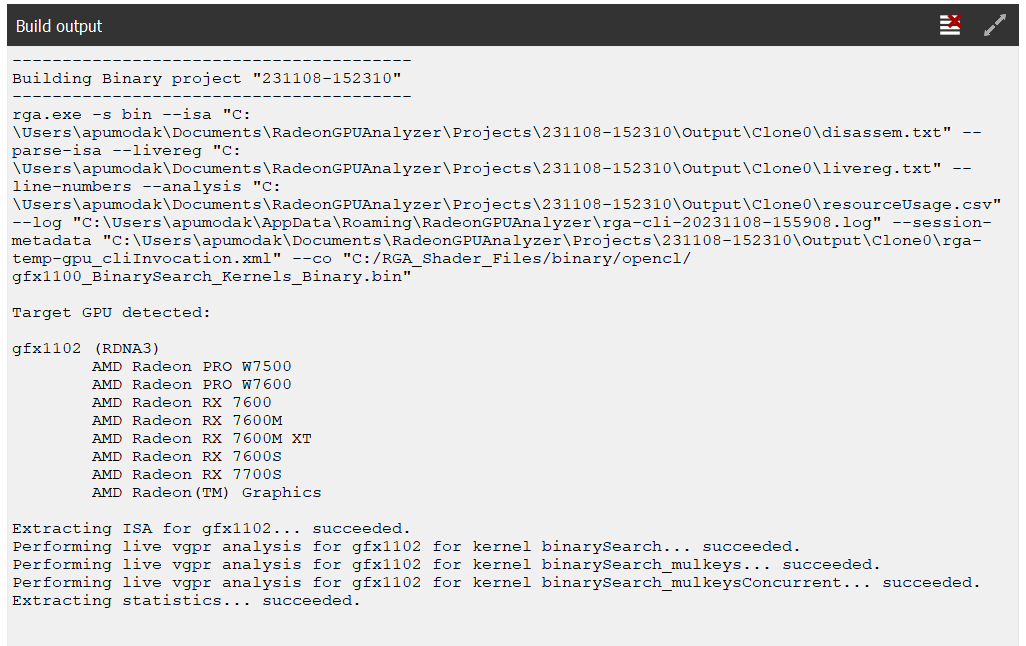 Build output
----------------------------------------
Building Binary project "231108-152310"
----------------------------------------
rga.exe -s bin --isa "C:
\Users\apumodak\Documents\RadeonGPUAnalyzer\Projects\231108-152310\Output\Clone0\disassem.txt" --
parse-isa --livereg "C:
\Users\apumodak\Documents\RadeonGPUAnalyzer\Projects\231108-152310\Output\Clone0\livereg.txt" --
line-numbers --analysis "C:
\Users\apumodak\Documents\RadeonGPUAnalyzer\Projects\231108-152310\Output\Clone0\resourceUsage.csv"
--log "C:\Users\apumodak\AppData\Roaming\RadeonGPUAnalyzer\rga-cli-20231108-155908.log" --session-
metadata "C:\Users\apumodak\Documents\RadeonGPUAnalyzer\Projects\231108-152310\Output\Clone0\rga-
temp-gpu_cliInvocation.xml" --co "C:/RGA_Shader_Files/binary/opencl/
gfx1100_BinarySearch_Kernels_Binary.bin"

Target GPU detected:

gfx1102 (RDNA3)
        AMD Radeon PRO W7500
        AMD Radeon PRO W7600
        AMD Radeon RX 7600
        AMD Radeon RX 7600M
        AMD Radeon RX 7600M XT
        AMD Radeon RX 7600S
        AMD Radeon RX 7700S
        AMD Radeon(TM) Graphics

Extracting ISA for gfx1102... succeeded.
Performing live vgpr analysis for gfx1102 for kernel binarySearch... succeeded.
Performing live vgpr analysis for gfx1102 for kernel binarySearch_mulkeys... succeeded.
Performing live vgpr analysis for gfx1102 for kernel binarySearch_mulkeysConcurrent... succeeded.
Extracting statistics... succeeded.